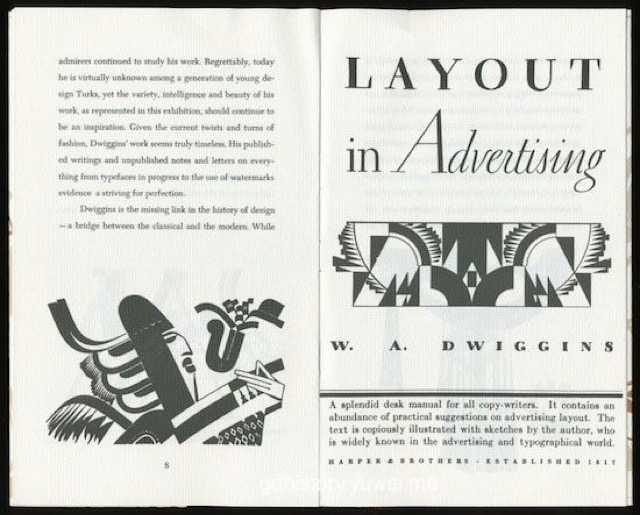 admirers continued to study his work. Regrettably, today
he is virtually unknown among a generation of young de-
sign Turks, yet the variety, intelligence and beauty of his
work, as represented in this exhibition, should continue to
be an inspiration. Given the current twists and turns of
fashion, Dwiggins' work seems truly timeless. His publish-
ed writings and unpublished notes and letters on every-
thing from typefaces in progress to the use of watermarks
evidence a striving for perfection.
Dwiggins is the missing link in the history of design
—a bridge between the classical and the modern. While
8
LAYOUT
in Advertising
W. A. DWIGGINS
A splendid desk manual for all copy-writers. It contains an
abundance of practical suggestions on advertising layout. The
text is copiously illustrated with sketches by the author, who
is widely known in the advertising and typographical world.
HARPER & BROTHERS · ESTABLISHED 1817